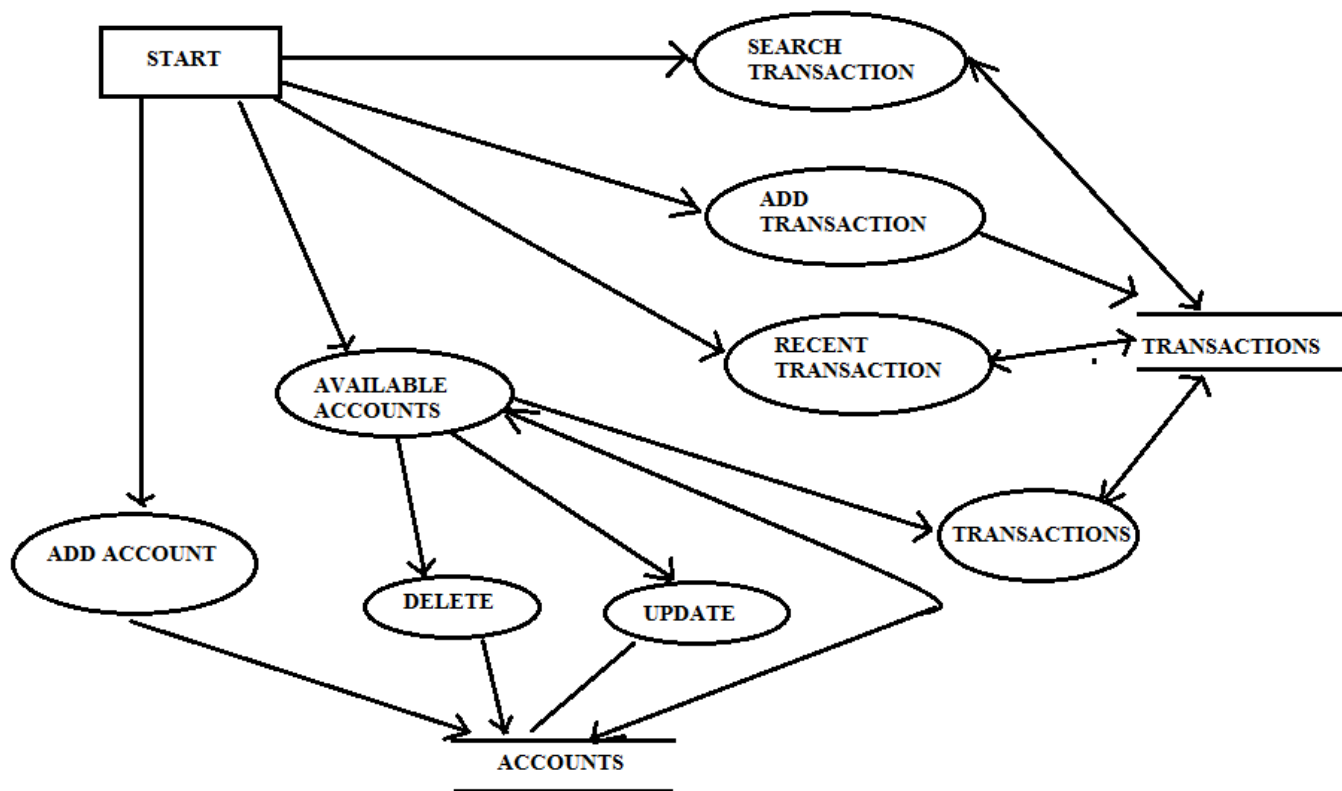 START
SEARCH
TRANSACTION
ADD
TRANSACTION
RECENT
TRANSACTION
TRANSACTIONS
AVAILABLE
ACCOUNTS
TRANSACTIONS
ADD ACCOUNT
DELETE
UPDATE
ACCOUNTS